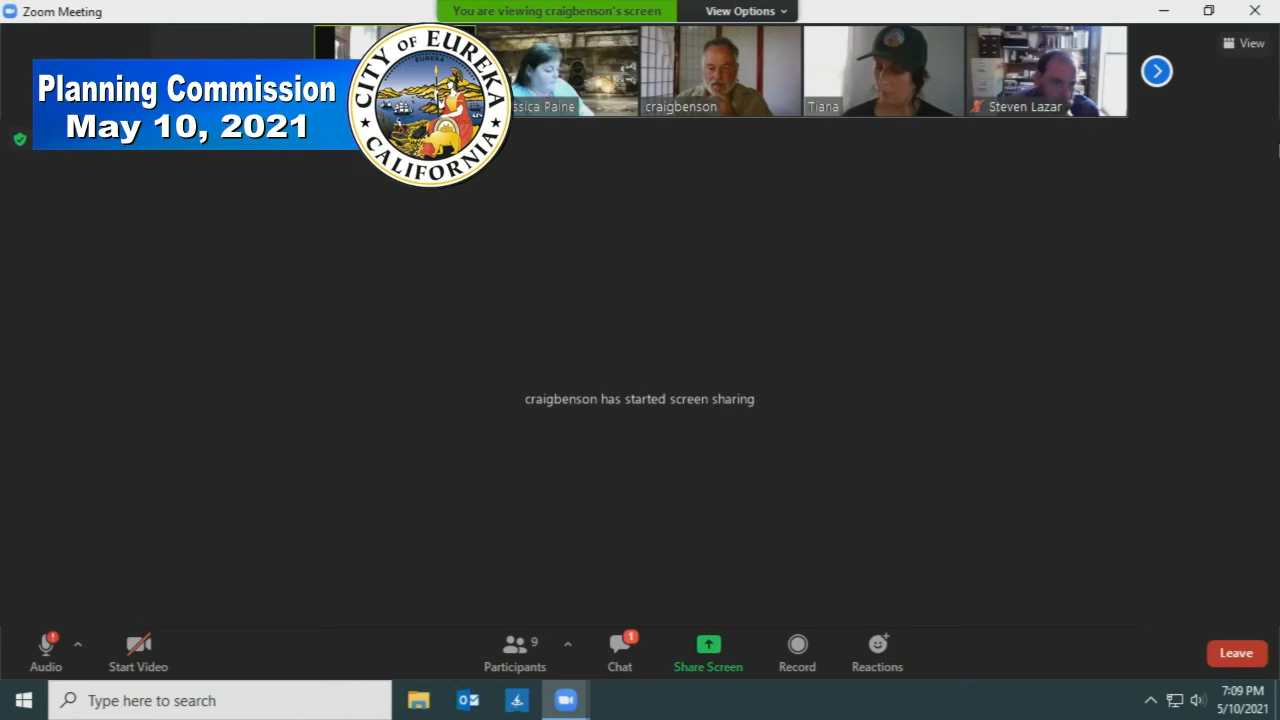 Zoom Meeting
You are viewing craigbenson's screen
View Options
View
Planning Commission
May 10, 2021
CITY OF EUREKA
EUREKA
CALIFORNIA
ssica Paine
craigbenson
Tiana
Steven Lazar
craigbenson has started screen sharing
Audio
Start Video
9
Participants
1
Chat
Share Screen
Record
Reactions
Leave
Type here to search
7:09 PM
5/10/2021